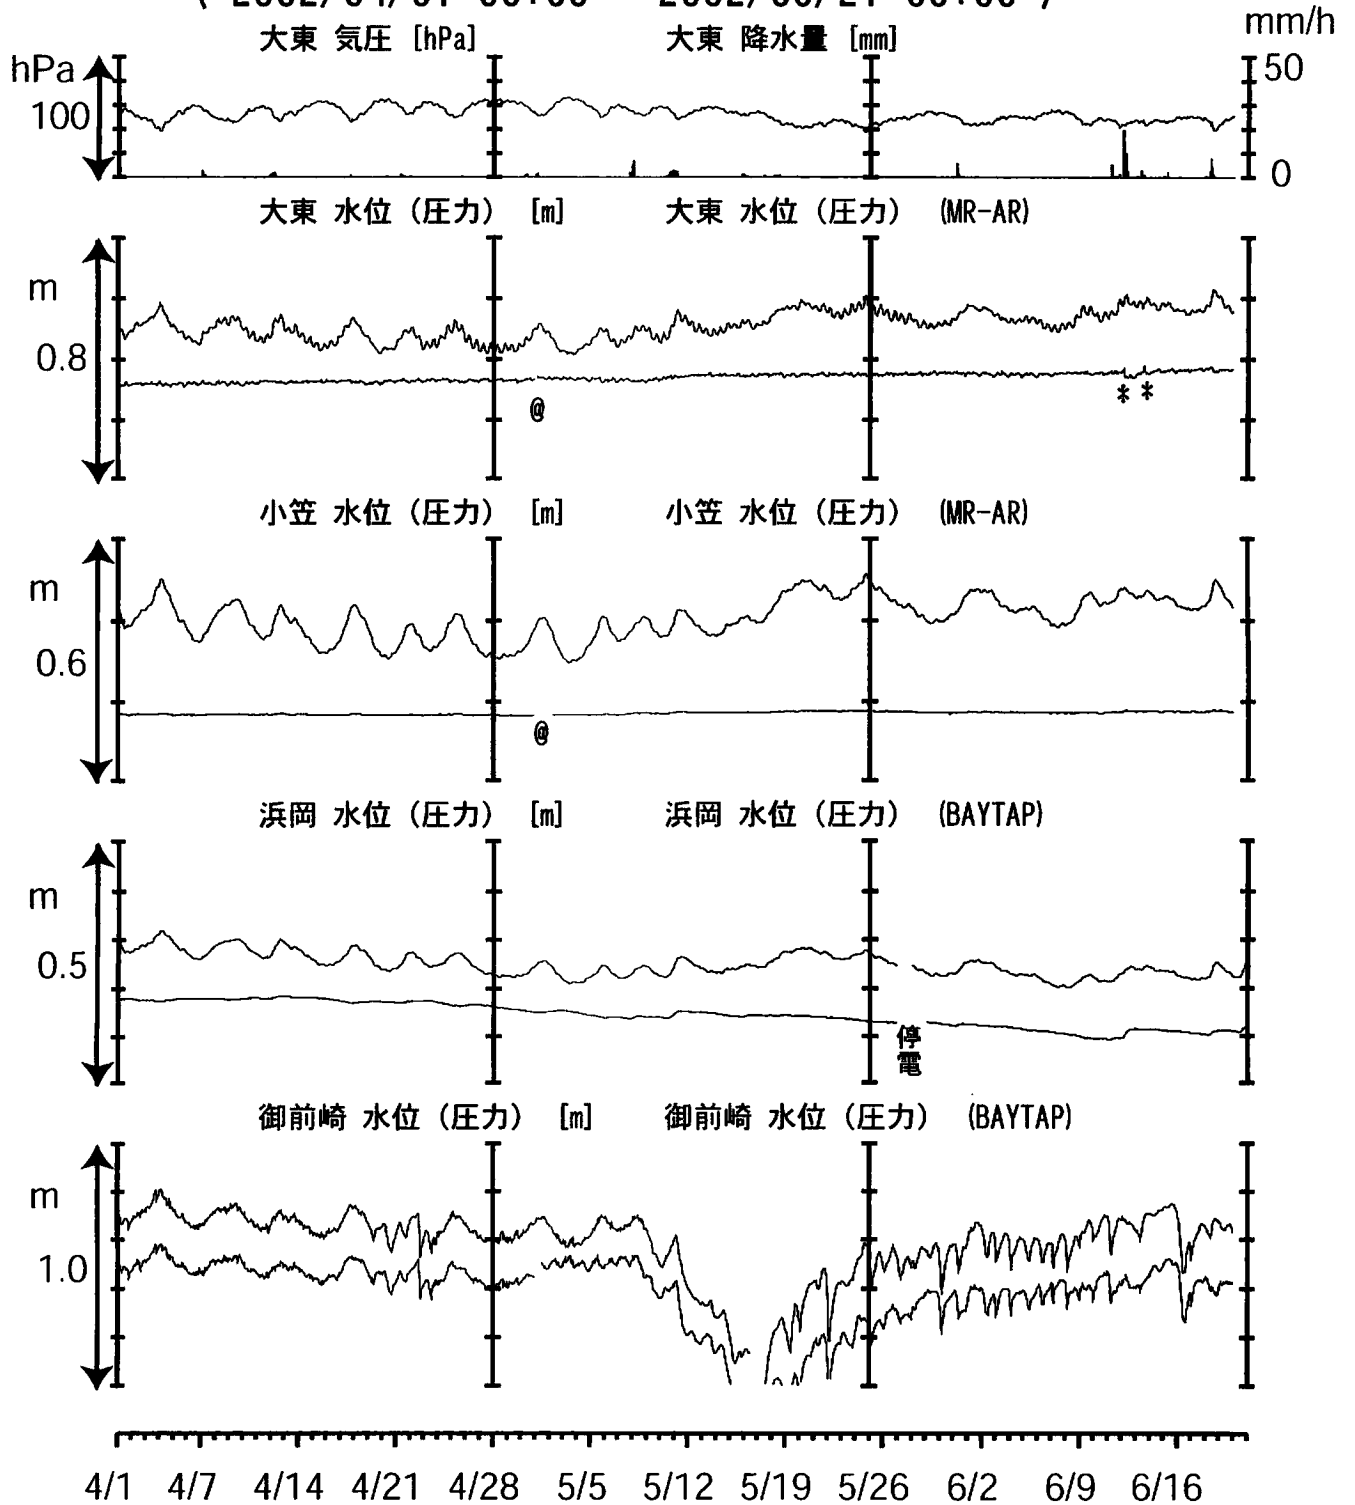 mm/h
大東 気圧 [hPa] 大東 降水量 [mm]
hPa 50
100
0
大東 水位（圧力） [m] 大東 水位（圧力） (MR-AR)
m
0.8
@ * *
小笠 水位（圧力） [m] 小笠 水位（圧力） (MR-AR)
m
0.6
@
浜岡 水位（圧力） [m] 浜岡 水位（圧力） (BAYTAP)
m
0.5
停
電
御前崎 水位（圧力） [m] 御前崎 水位（圧力） (BAYTAP)
m
1.0
4/1 4/7 4/14 4/21 4/28 5/5 5/12 5/19 5/26 6/2 6/9 6/16